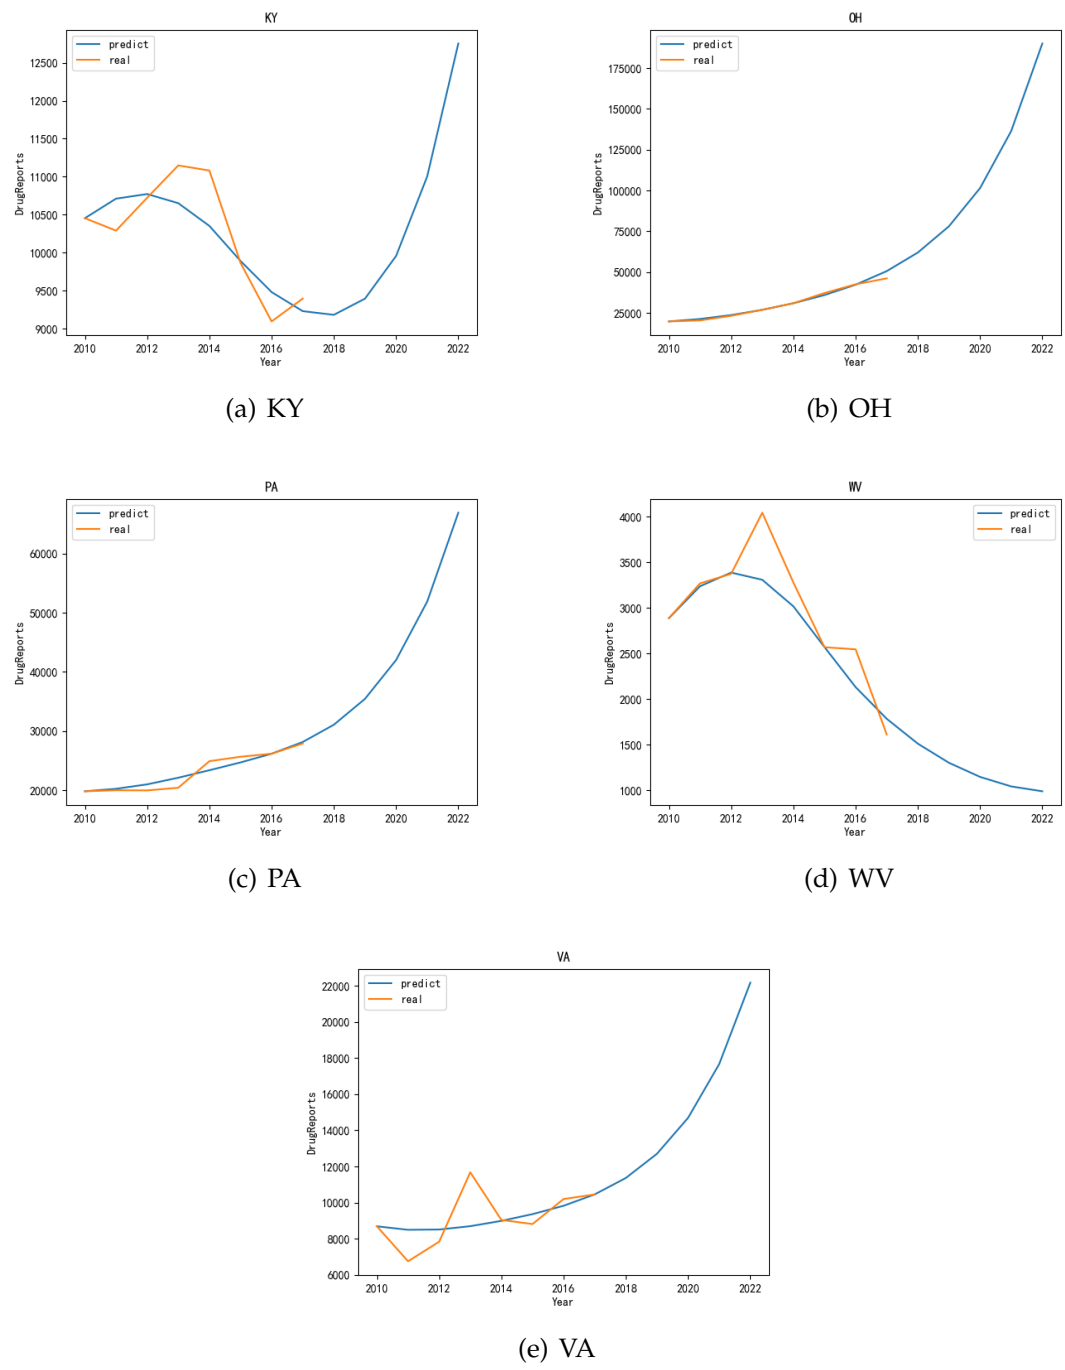 KY
predict
real
12500
12000
11500
11000
10500
10000
9500
9000
DrugReports
2010 2012 2014 2016 2018 2020 2022
Year
(a) KY
OH
predict
real
175000
150000
125000
100000
75000
50000
25000
DrugReports
2010 2012 2014 2016 2018 2020 2022
Year
(b) OH
PA
predict
real
60000
50000
40000
30000
20000
DrugReports
2010 2012 2014 2016 2018 2020 2022
Year
(c) PA
WV
predict
real
4000
3500
3000
2500
2000
1500
1000
DrugReports
2010 2012 2014 2016 2018 2020 2022
Year
(d) WV
VA
predict
real
22000
20000
18000
16000
14000
12000
10000
8000
6000
DrugReports
2010 2012 2014 2016 2018 2020 2022
Year
(e) VA